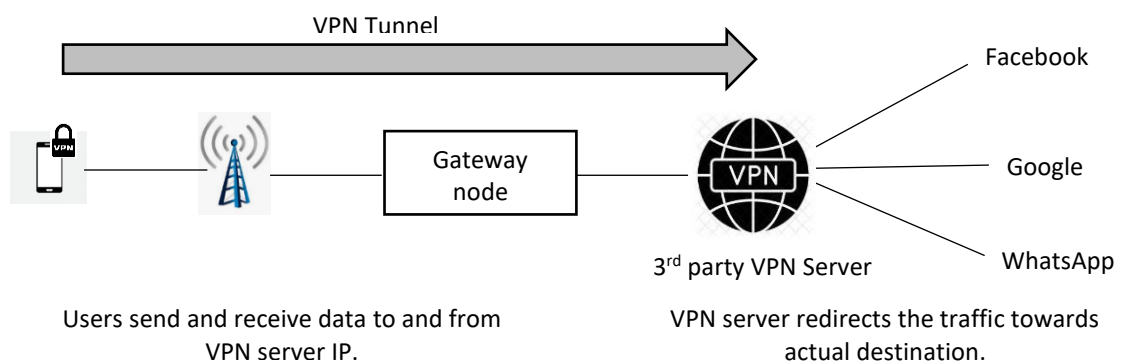 VPN Tunnel
Facebook
VPN
Gateway
node
VPN
Google
3rd party VPN Server
WhatsApp
Users send and receive data to and from
VPN server IP.
VPN server redirects the traffic towards
actual destination.